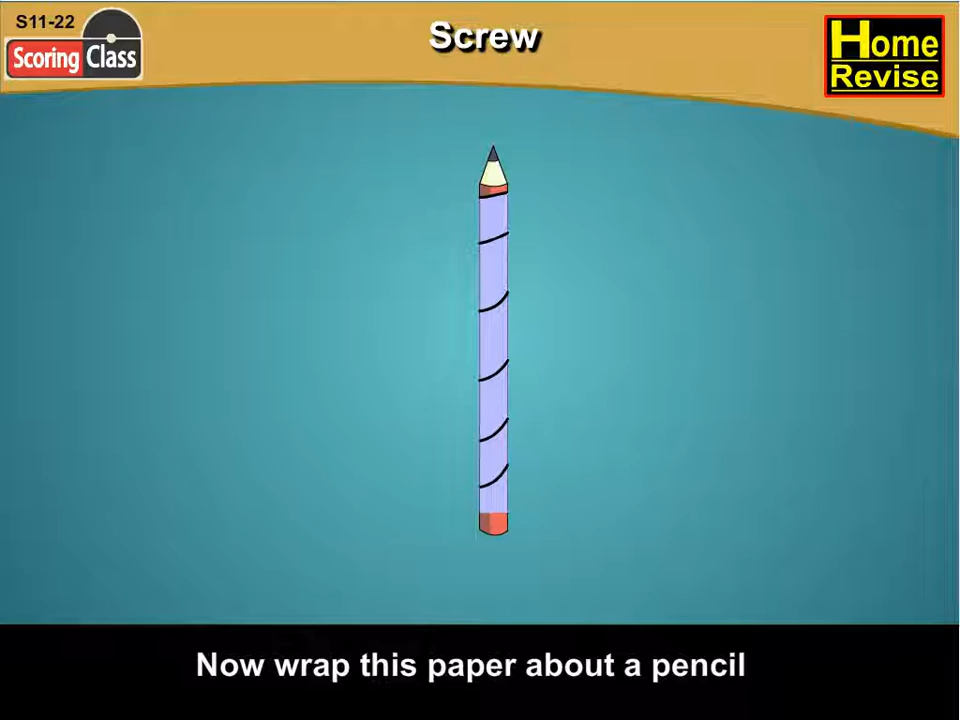 S11-22
Scoring Class
Screw
Home
Revise
Now wrap this paper about a pencil